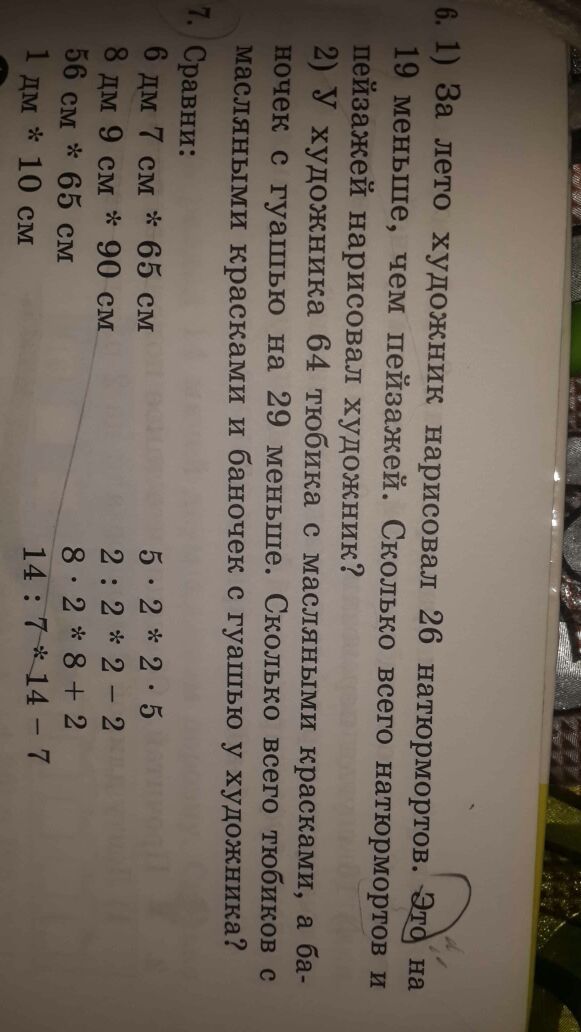 6. 1) За лето художник нарисовал 26 натюрмортов. Это на
19 меньше, чем пейзажей. Сколько всего натюрмортов и
пейзажей нарисовал художник?
2) У художника 64 тюбика с масляными красками, а ба-
ночек с гуашью на 29 меньше. Сколько всего тюбиков с
масляными красками и баночек с гуашью у художника?
7. Сравни:
6 дм 7 см * 65 см 5 · 2 * 2 · 5
8 дм 9 см * 90 см 2 : 2 * 2 – 2
56 см * 65 см 8 · 2 * 8 + 2
1 дм * 10 см 14 : 7 * 14 – 7